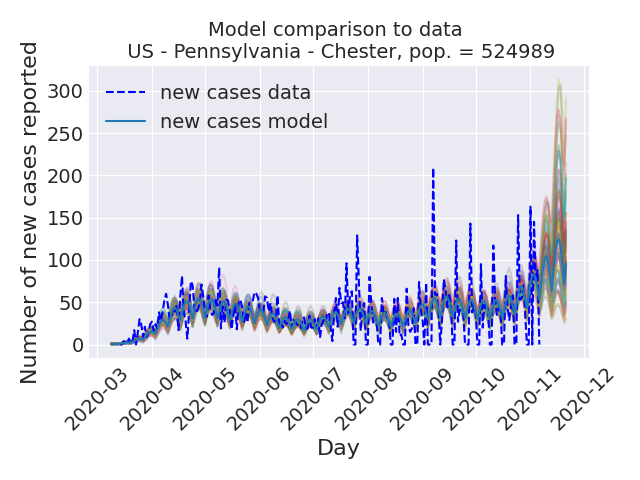 Model comparison to data
US - Pennsylvania - Chester, pop. = 524989
Number of new cases reported
300
250
200
150
100
50
0
new cases data
new cases model
2020-03
2020-04
2020-05
2020-06
2020-07
2020-08
2020-09
2020-10
2020-11
2020-12
Day